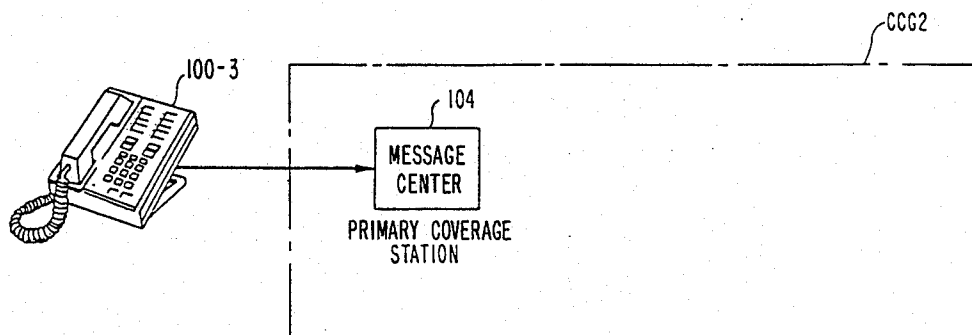 CCG2
100-3
104
MESSAGE
CENTER
PRIMARY COVERAGE
STATION